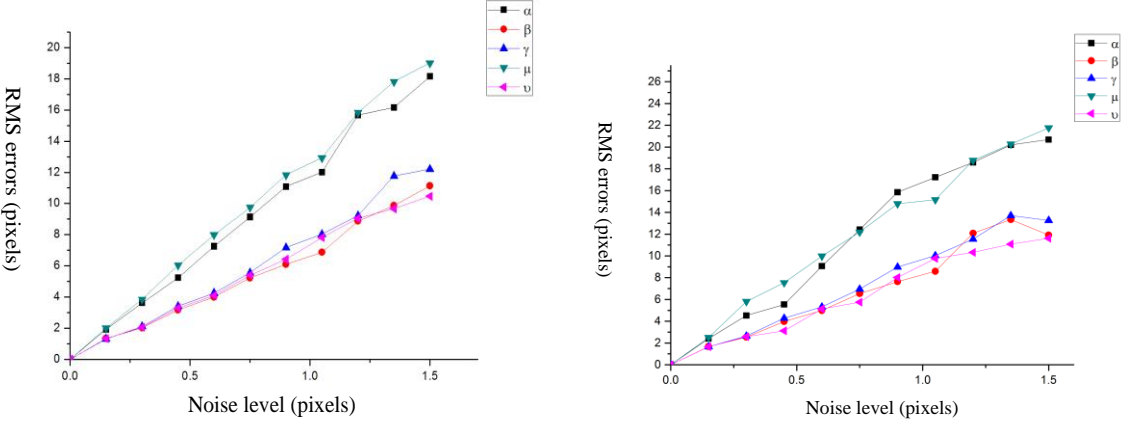 α
β
γ
μ
υ
20
18
16
14
12
10
8
6
4
2
0
0.0 0.5 1.0 1.5
RMS errors (pixels)
Noise level (pixels)
α
β
γ
μ
υ
26
24
22
20
18
16
14
12
10
8
6
4
2
0
0.0 0.5 1.0 1.5
RMS errors (pixels)
Noise level (pixels)